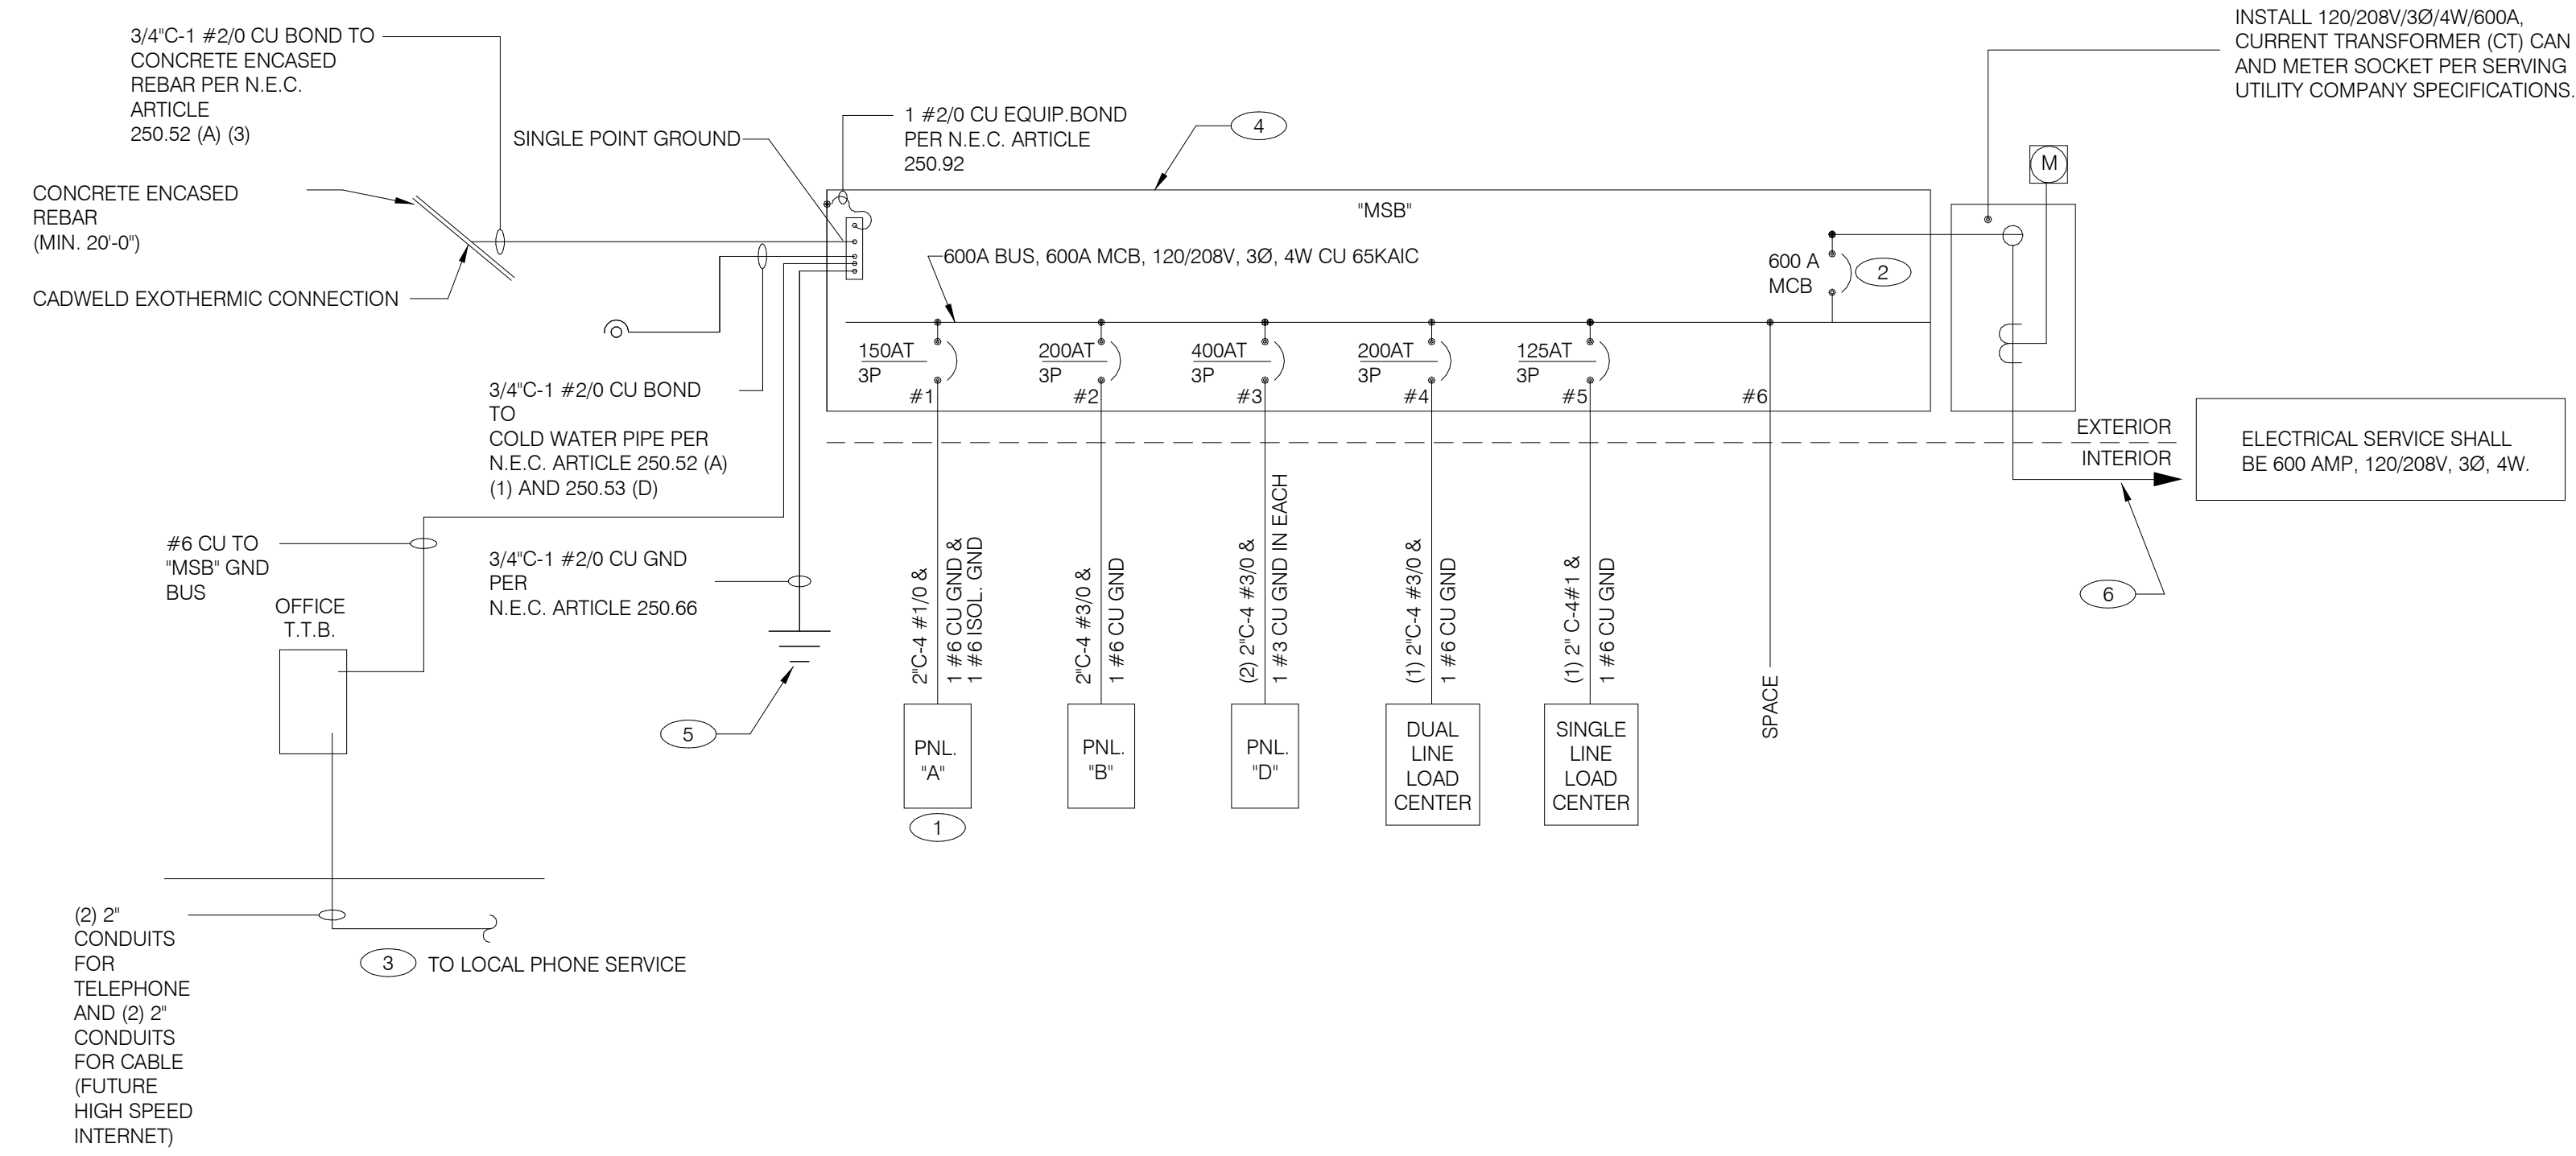 3/4"C-1 #2/0 CU BOND TO
CONCRETE ENCASED
REBAR PER N.E.C.
ARTICLE
250.52 (A) (3)
CONCRETE ENCASED
REBAR
(MIN. 20'-0")
CADWELD EXOTHERMIC CONNECTION
SINGLE POINT GROUND
1 #2/0 CU EQUIP.BOND
PER N.E.C. ARTICLE
250.92
4
INSTALL 120/208V/3Ø/4W/600A,
CURRENT TRANSFORMER (CT) CAN
AND METER SOCKET PER SERVING
UTILITY COMPANY SPECIFICATIONS.
M
"MSB"
600A BUS, 600A MCB, 120/208V, 3Ø, 4W CU 65KAIC
600 A
MCB
2
150AT
3P
#1
200AT
3P
#2
400AT
3P
#3
200AT
3P
#4
125AT
3P
#5
#6
EXTERIOR
INTERIOR
ELECTRICAL SERVICE SHALL
BE 600 AMP, 120/208V, 3Ø, 4W.
6
3/4"C-1 #2/0 CU BOND
TO
COLD WATER PIPE PER
N.E.C. ARTICLE 250.52 (A)
(1) AND 250.53 (D)
#6 CU TO
"MSB" GND
BUS
3/4"C-1 #2/0 CU GND
PER
N.E.C. ARTICLE 250.66
OFFICE
T.T.B.
5
2"C-4 #1/0 &
1 #6 CU GND &
1 #6 ISOL. GND
2"C-4 #3/0 &
1 #6 CU GND
(2) 2"C-4 #3/0 &
1 #3 CU GND IN EACH
(1) 2"C-4 #3/0 &
1 #6 CU GND
(1) 2" C-4#1 &
1 #6 CU GND
SPACE
PNL.
"A"
1
PNL.
"B"
PNL.
"D"
DUAL
LINE
LOAD
CENTER
SINGLE
LINE
LOAD
CENTER
(2) 2"
CONDUITS
FOR
TELEPHONE
AND (2) 2"
CONDUITS
FOR CABLE
(FUTURE
HIGH SPEED
INTERNET)
3
TO LOCAL PHONE SERVICE